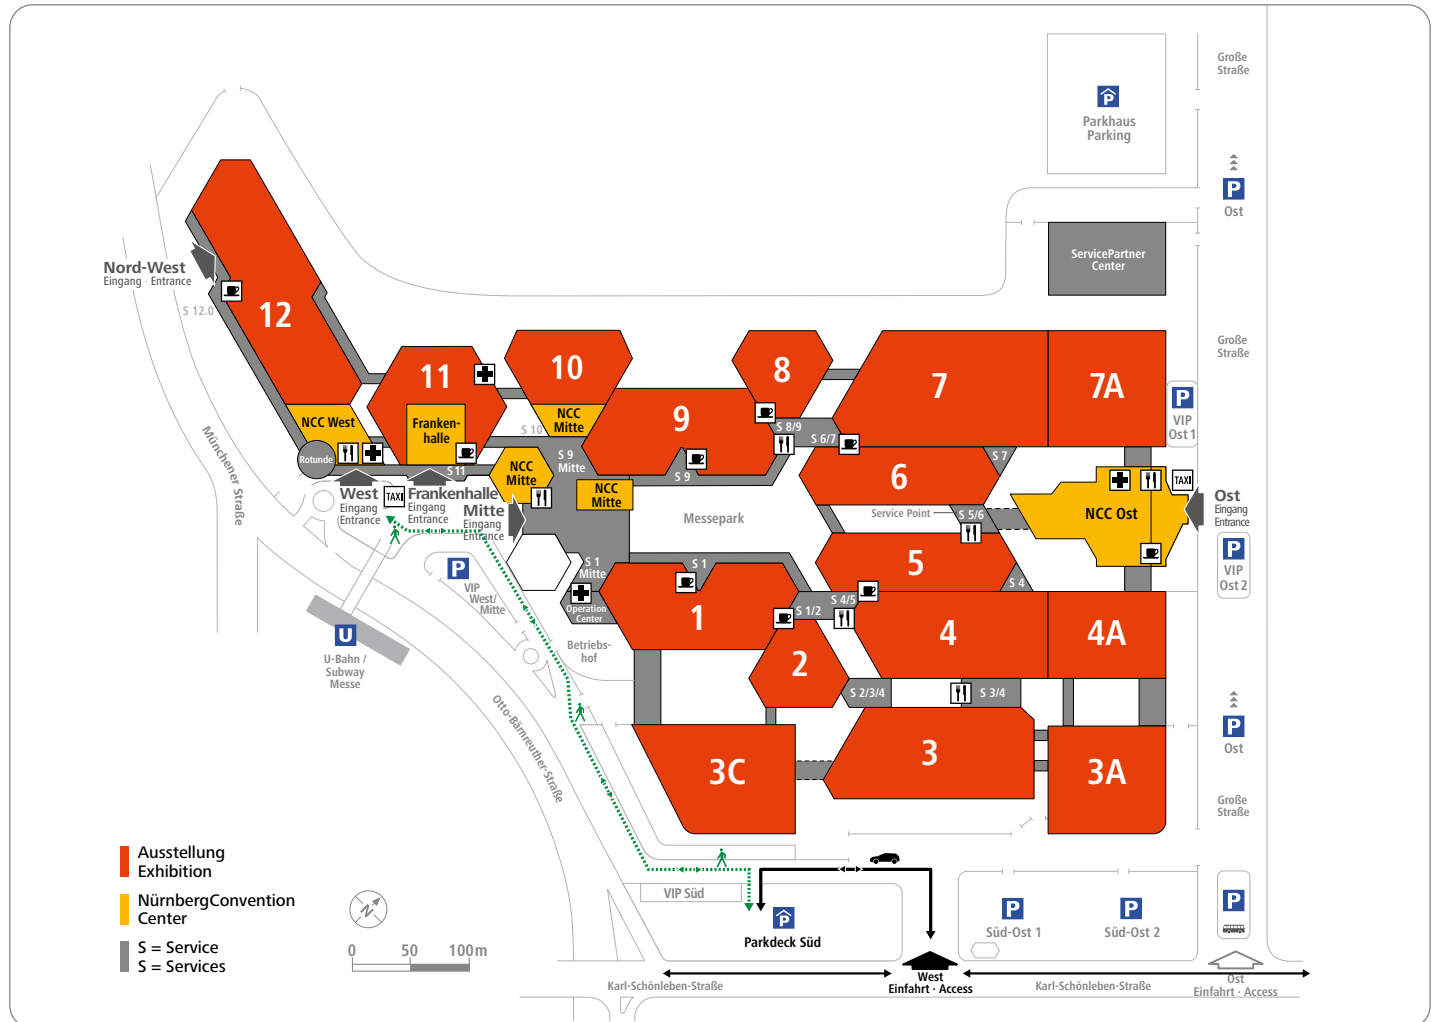 Große
Straße
P
Parkhaus
Parking
P
Ost
ServicePartner
Center
Nord-West
Eingang · Entrance
S 12.0
12
11
10
8
7
7A
Große
Straße
P
VIP
Ost 1
NCC West
Franken-
halle
NCC
Mitte
9
S 8/9
S 6/7
S 10
Rotunde
S 11
NCC
Mitte
S 9
Mitte
S 9
6
S 7
Münchener Straße
West
Eingang
Entrance
TAXI
Frankenhalle
Eingang
Entrance
Mitte
Eingang
Entrance
NCC
Mitte
Messepark
Service Point
S 5/6
NCC Ost
TAXI
Ost
Eingang
Entrance
P
VIP
Ost 2
P
VIP
West/
Mitte
S 1
Mitte
S 1
5
S 4
Operation
Center
1
S 1/2
S 4/5
4
4A
U
U-Bahn /
Subway
Messe
Betriebs-
hof
2
S 2/3/4
S 3/4
Otto-Bärnreuther-Straße
3C
3
3A
P
Ost
Große
Straße
Ausstellung
Exhibition
NürnbergConvention
Center
S = Service
S = Services
N
0 50 100 m
VIP Süd
P
Parkdeck Süd
P
Süd-Ost 1
P
Süd-Ost 2
P
Karl-Schönleben-Straße
West
Einfahrt · Access
Karl-Schönleben-Straße
Ost
Einfahrt · Access